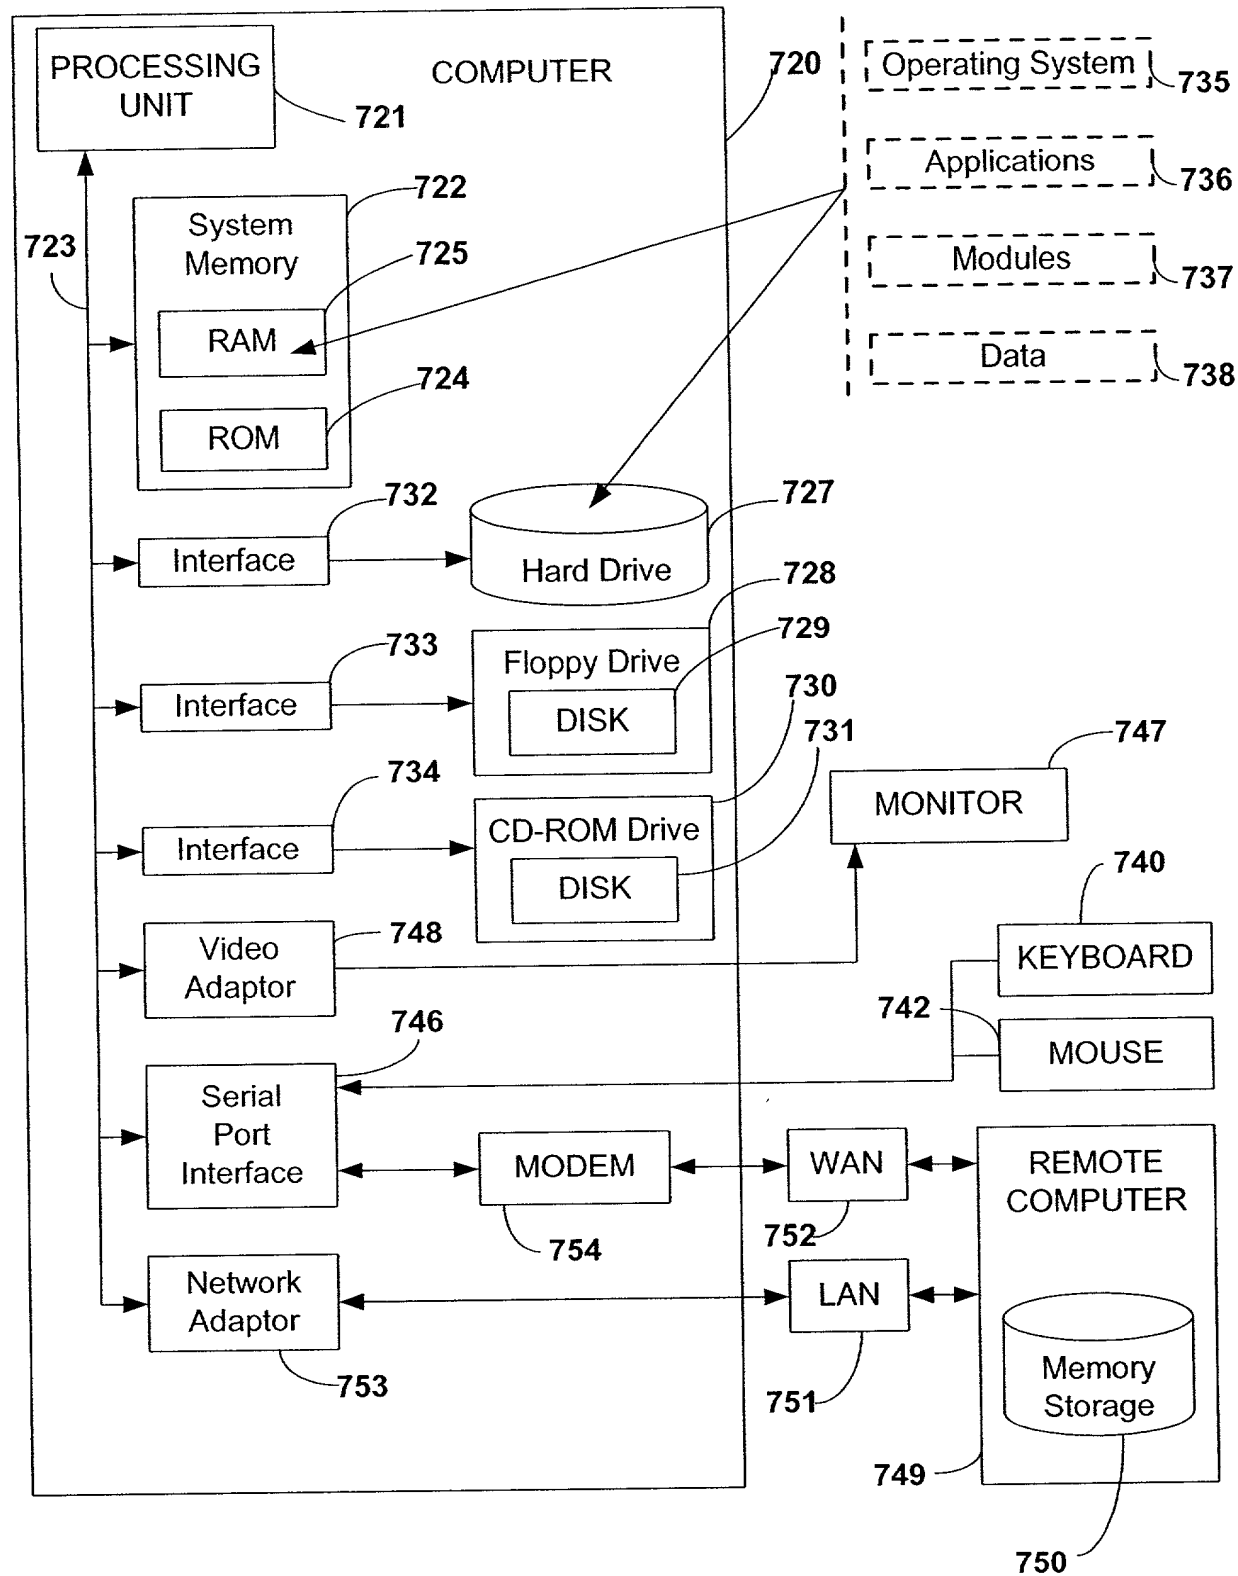 PROCESSING
UNIT
721
COMPUTER
720
Operating System
735
Applications
736
Modules
737
Data
738
722
System
Memory
723
725
RAM
724
ROM
732
Interface
727
Hard Drive
728
733
729
Interface
Floppy Drive
DISK
730
731
734
Interface
CD-ROM Drive
DISK
747
MONITOR
740
KEYBOARD
748
Video
Adaptor
742
MOUSE
746
Serial
Port
Interface
MODEM
754
WAN
752
REMOTE
COMPUTER
Network
Adaptor
753
LAN
751
Memory
Storage
749
750